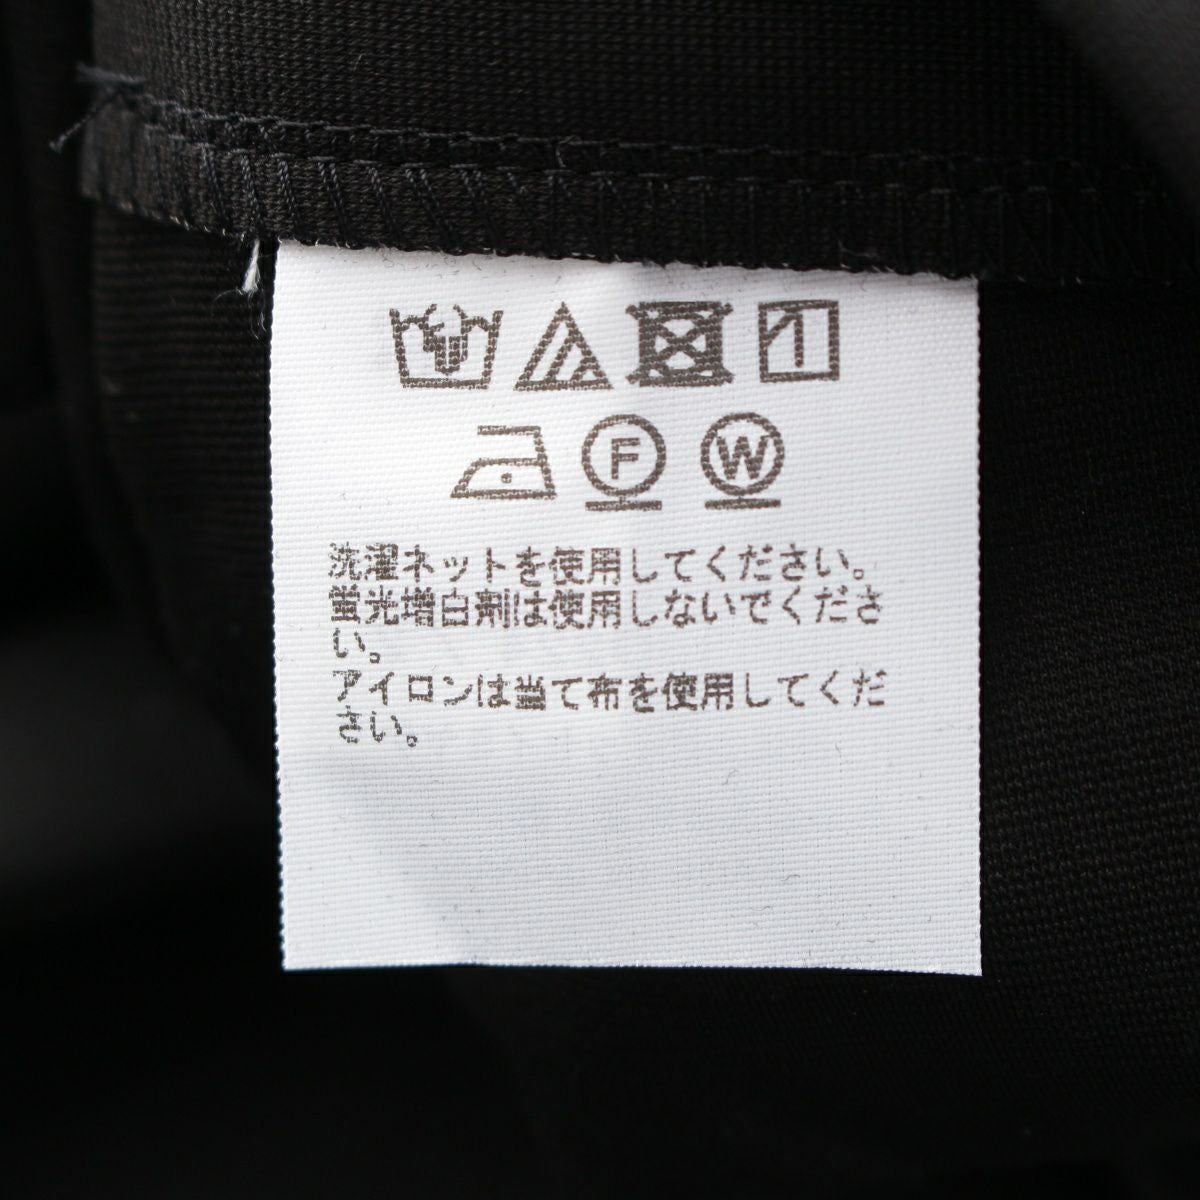 F W
洗濯ネットを使用してください。
蛍光増白剤は使用しないでくださ
い。
アイロンは当て布を使用してくだ
さい。